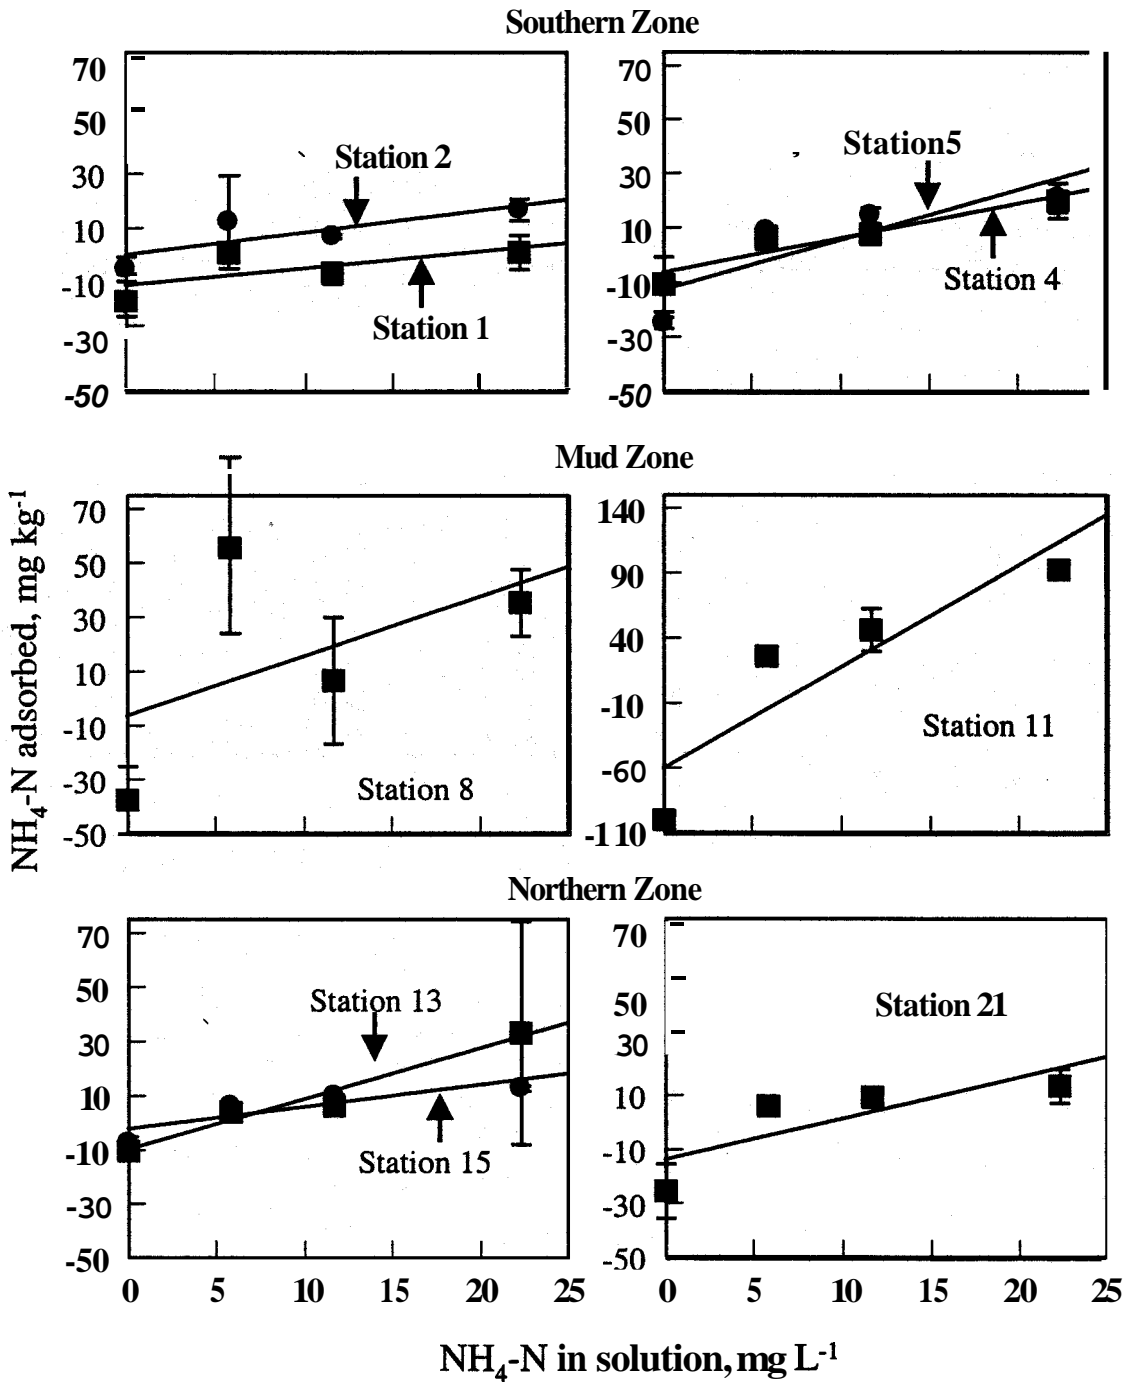 Southern Zone
70
50
30
10
-10
-30
-50
Station 2
Station 1
70
50
30
10
-10
-30
-50
Station5
Station 4
Mud Zone
NH4-N adsorbed, mg kg-1
70
50
30
10
-10
-30
-50
Station 8
140
90
40
-10
-60
-110
Station 11
Northern Zone
70
50
30
10
-10
-30
-50
Station 13
Station 15
0 5 10 15 20 25
70
50
30
10
-10
-30
-50
Station 21
0 5 10 15 20 25
NH4-N in solution, mg L-1